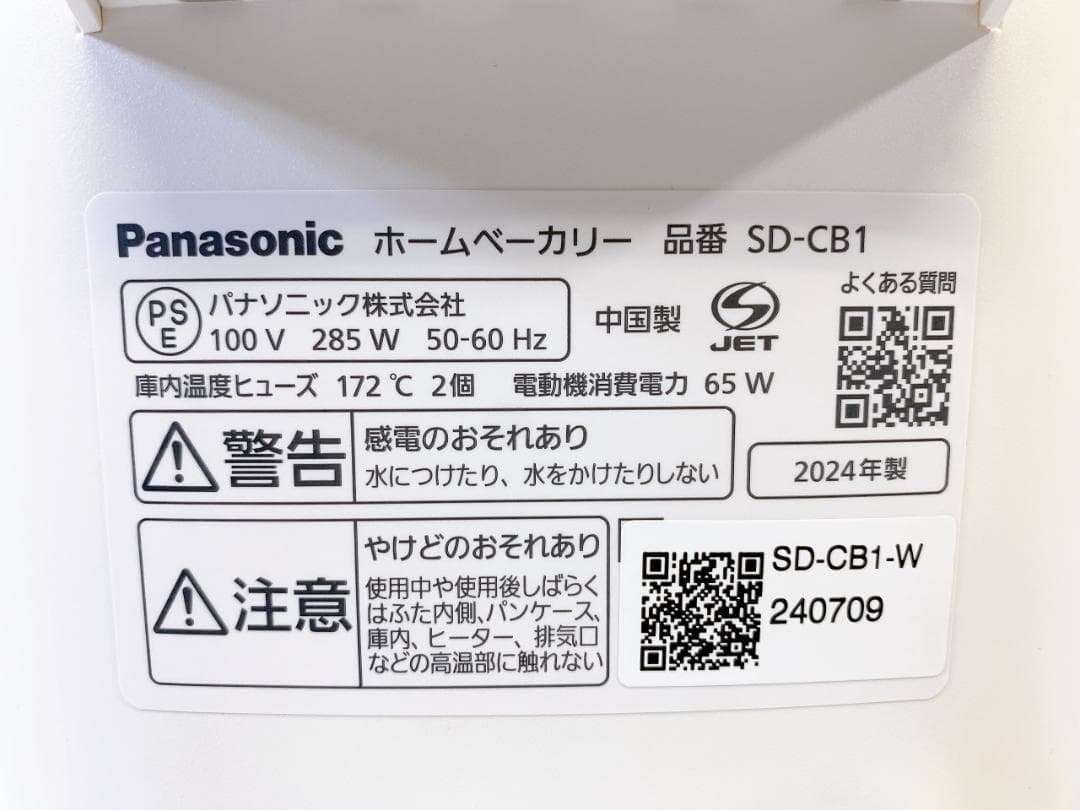 Panasonic ホームベーカリー 品番 SD-CB1
PSE パナソニック株式会社
100 V 285 W 50-60 Hz
中国製
JET
よくある質問
庫内温度ヒューズ 172 ℃ 2個 電動機消費電力 65 W
警告
感電のおそれあり
水につけたり、水をかけたりしない
2024年製
注意
やけどのおそれあり
使用中や使用後しばらく
はふた内側、パンケース、
庫内、ヒーター、排気口
などの高温部に触れない
SD-CB1-W
240709